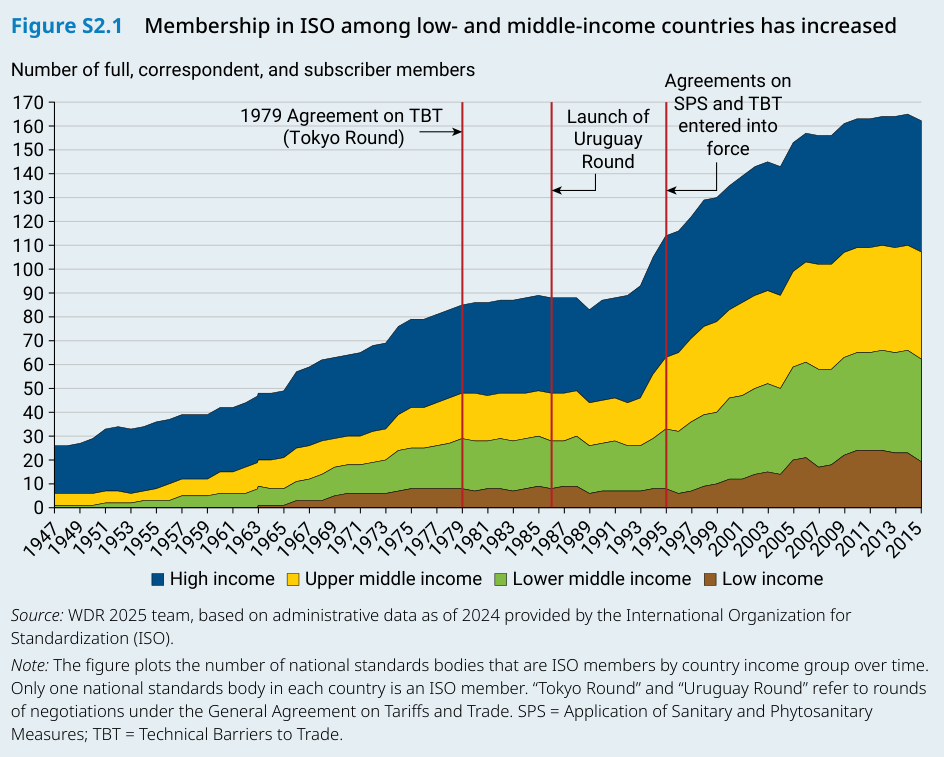 Figure S2.1 Membership in ISO among low- and middle-income countries has increased
Number of full, correspondent, and subscriber members
1979 Agreement on TBT
(Tokyo Round)
Launch of
Uruguay
Round
Agreements on
SPS and TBT
entered into
force
170
160
150
140
130
120
110
100
90
80
70
60
50
40
30
20
10
0
1947
1949
1951
1953
1955
1957
1959
1961
1963
1965
1967
1969
1971
1973
1975
1977
1979
1981
1983
1985
1987
1989
1991
1993
1995
1997
1999
2001
2003
2005
2007
2009
2011
2013
2015
High income
Upper middle income
Lower middle income
Low income
Source: WDR 2025 team, based on administrative data as of 2024 provided by the International Organization for
Standardization (ISO).
Note: The figure plots the number of national standards bodies that are ISO members by country income group over time.
Only one national standards body in each country is an ISO member. “Tokyo Round” and “Uruguay Round” refer to rounds
of negotiations under the General Agreement on Tariffs and Trade. SPS = Application of Sanitary and Phytosanitary
Measures; TBT = Technical Barriers to Trade.